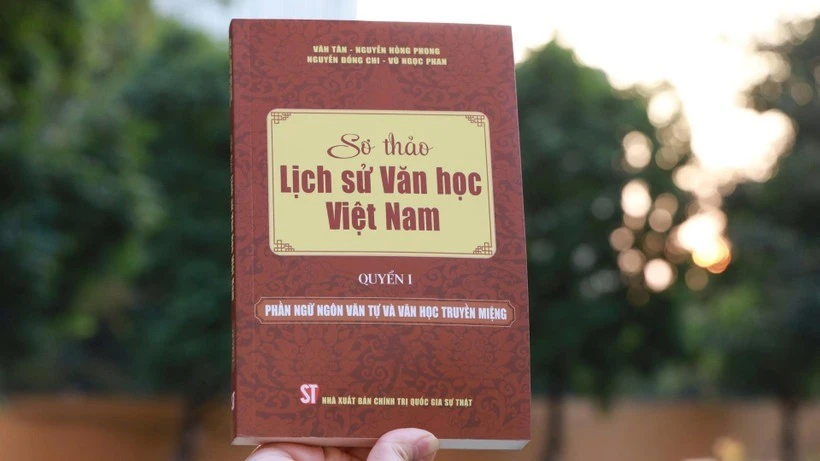 VĂN TÂN - NGUYỄN HỒNG PHONG
NGUYỄN ĐỔNG CHI - VŨ NGỌC PHAN
Sơ thảo
Lịch sử Văn học
Việt Nam
QUYỂN 1
PHẦN NGỮ NGÔN VĂN TỰ VÀ VĂN HỌC TRUYỀN MIỆNG
ST
NHÀ XUẤT BẢN CHÍNH TRỊ QUỐC GIA SỰ THẬT